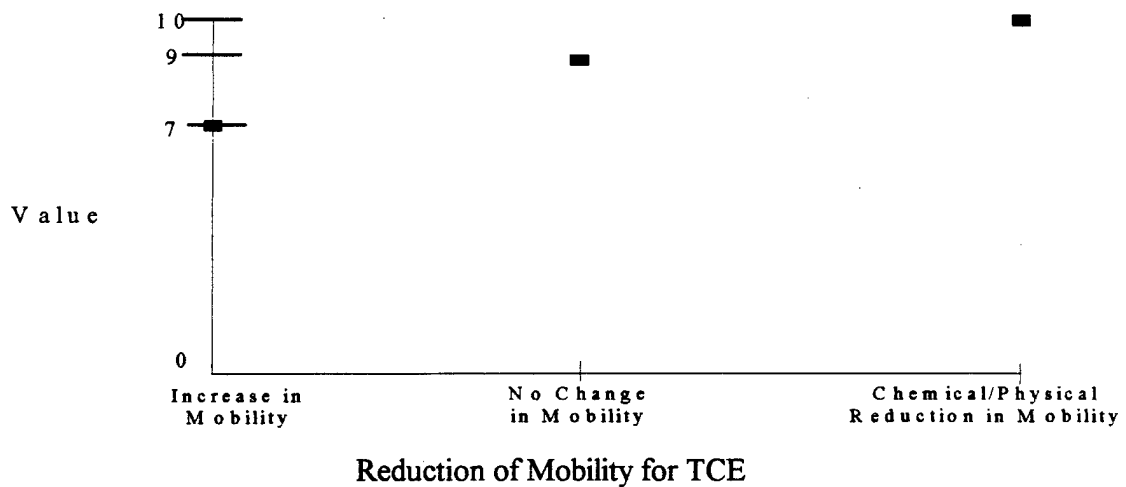 10
9
7
Value
0
Increase in
Mobility
No Change
in Mobility
Chemical/Physical
Reduction in Mobility
Reduction of Mobility for TCE